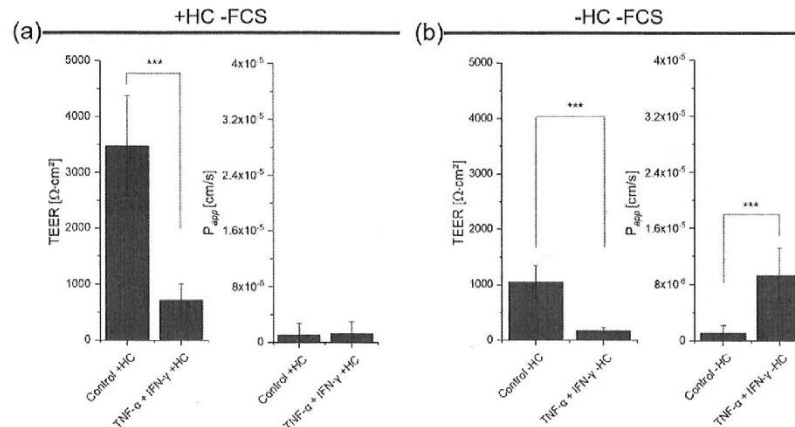 (a) +HC -FCS
TEER [Ω·cm²]
5000
4000
3000
2000
1000
0
***
Control +HC
TNF-α + IFN-γ +HC
Papp [cm/s]
4x10⁻⁵
3.2x10⁻⁵
2.4x10⁻⁵
1.6x10⁻⁵
8x10⁻⁶
0
Control +HC
TNF-α + IFN-γ +HC
(b) -HC -FCS
TEER [Ω·cm²]
5000
4000
3000
2000
1000
0
***
Control -HC
TNF-α + IFN-γ -HC
Papp [cm/s]
4x10⁻⁵
3.2x10⁻⁵
2.4x10⁻⁵
1.6x10⁻⁵
8x10⁻⁶
0
***
Control -HC
TNF-α + IFN-γ -HC